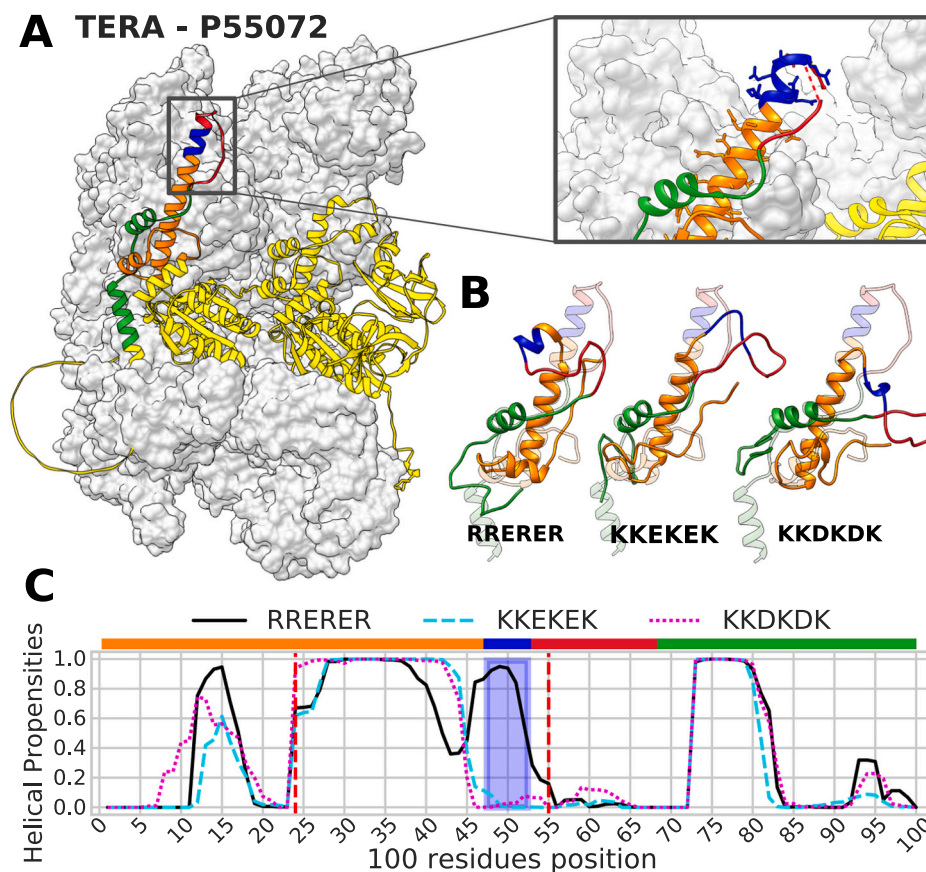 A TERA - P55072
B
RRERER KKEKEK KKDKDK
C
RRERER KKEKEK KKDKDK
Helical Propensities
1.0
0.8
0.6
0.4
0.2
0.0
0 5 10 15 20 25 30 35 40 45 50 55 60 65 70 75 80 85 90 95 100
100 residues position